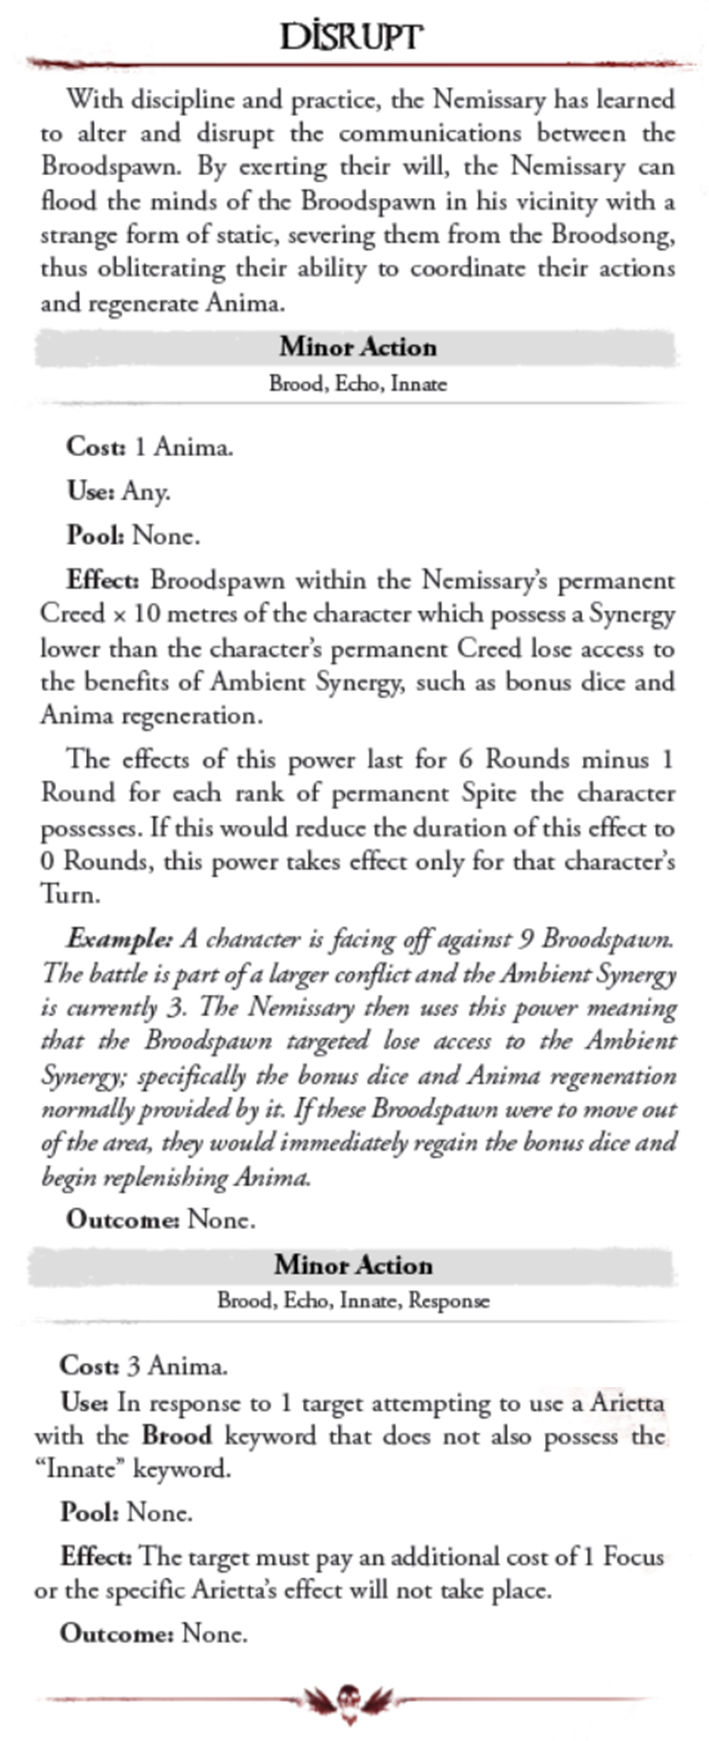 DISRUPT
With discipline and practice, the Nemissary has learned
to alter and disrupt the communications between the
Broodspawn. By exerting their will, the Nemissary can
flood the minds of the Broodspawn in his vicinity with a
strange form of static, severing them from the Broodsong,
thus obliterating their ability to coordinate their actions
and regenerate Anima.
Minor Action
Brood, Echo, Innate
Cost: 1 Anima.
Use: Any.
Pool: None.
Effect: Broodspawn within the Nemissary's permanent
Creed × 10 metres of the character which possess a Synergy
lower than the character's permanent Creed lose access to
the benefits of Ambient Synergy, such as bonus dice and
Anima regeneration.
The effects of this power last for 6 Rounds minus 1
Round for each rank of permanent Spite the character
possesses. If this would reduce the duration of this effect to
0 Rounds, this power takes effect only for that character's
Turn.
Example: A character is facing off against 9 Broodspawn.
The battle is part of a larger conflict and the Ambient Synergy
is currently 3. The Nemissary then uses this power meaning
that the Broodspawn targeted lose access to the Ambient
Synergy; specifically the bonus dice and Anima regeneration
normally provided by it. If these Broodspawn were to move out
of the area, they would immediately regain the bonus dice and
begin replenishing Anima.
Outcome: None.
Minor Action
Brood, Echo, Innate, Response
Cost: 3 Anima.
Use: In response to 1 target attempting to use a Arietta
with the Brood keyword that does not also possess the
“Innate” keyword.
Pool: None.
Effect: The target must pay an additional cost of 1 Focus
or the specific Arietta's effect will not take place.
Outcome: None.